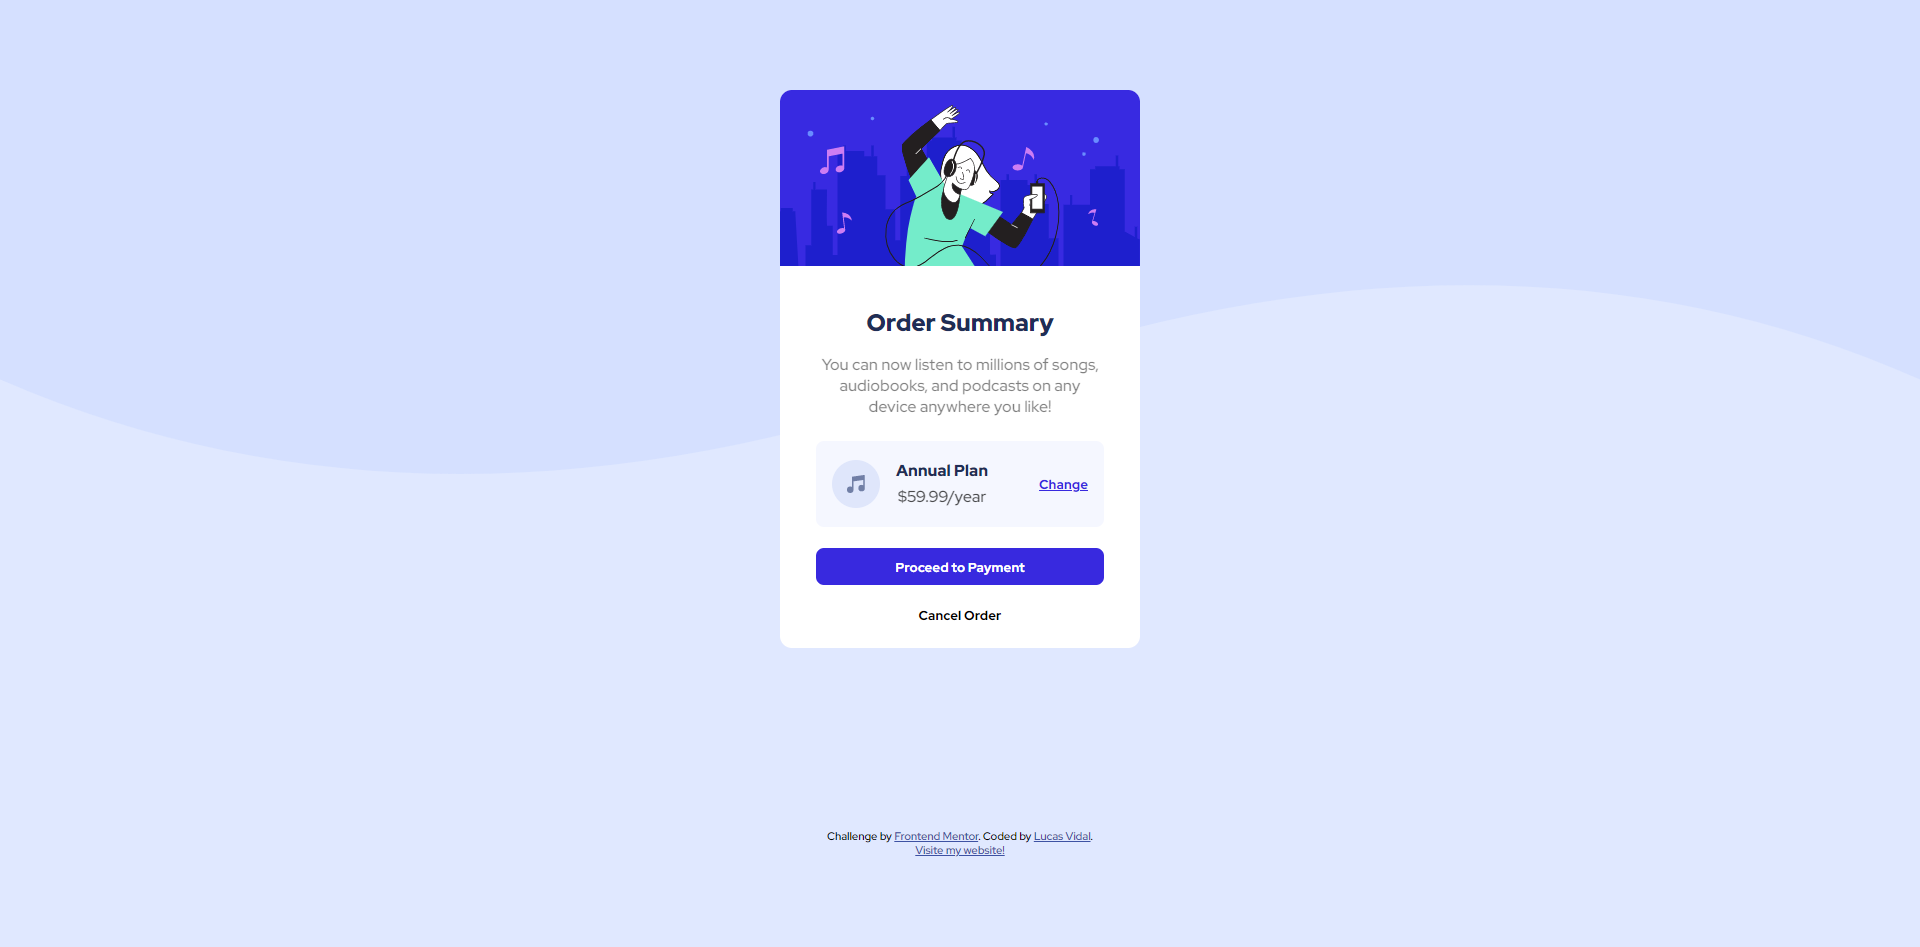 Order Summary
You can now listen to millions of songs,
audiobooks, and podcasts on any
device anywhere you like!
Annual Plan
$59.99/year
Change
Proceed to Payment
Cancel Order
Challenge by Frontend Mentor. Coded by Lucas Vidal.
Visite my website!